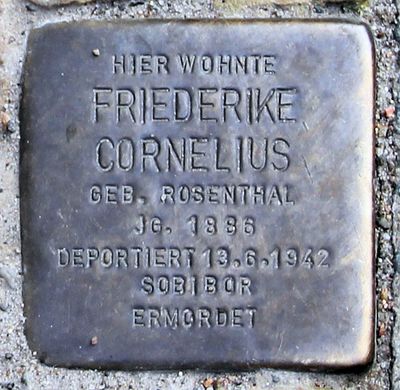 HIER WOHNTE
FRIEDERIKE
CORNELIUS
GEB. ROSENTHAL
JG. 1886
DEPORTIERT 13.6.1942
SOBIBOR
ERMORDET